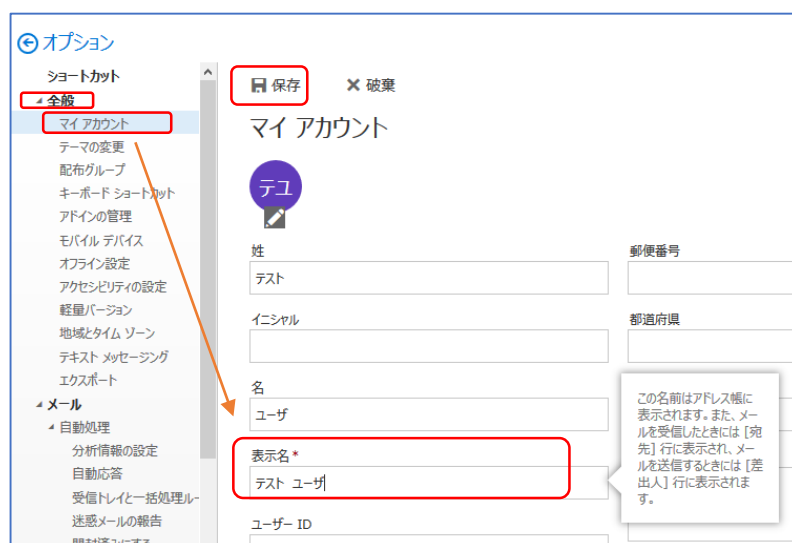 オプション
ショートカット
全般
マイ アカウント
テーマの変更
配布グループ
キーボード ショートカット
アドインの管理
モバイル デバイス
オフライン設定
アクセシビリティの設定
軽量バージョン
地域とタイム ゾーン
テキスト メッセージング
エクスポート
メール
自動処理
分析情報の設定
自動応答
受信トレイと一括処理ルー
迷惑メールの報告
開封済みにする
保存
破棄
マイ アカウント
テユ
姓
テスト
イニシャル
名
ユーザ
表示名*
テスト ユーザ
ユーザー ID
郵便番号
都道府県
この名前はアドレス帳に
表示されます。また、メー
ルを受信したときには [宛
先] 行に表示され、メー
ルを送信するときには [差
出人] 行に表示されま
す。